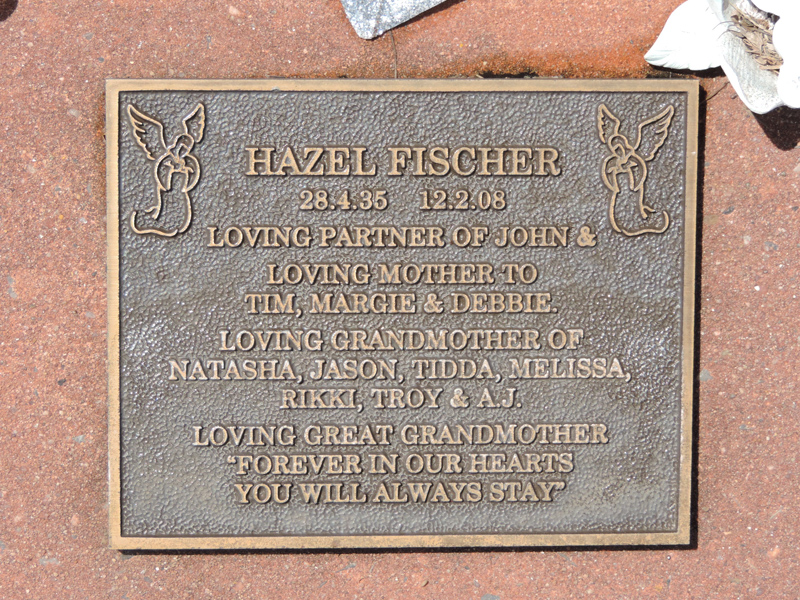 HAZEL FISCHER
28.4.35 12.2.08
LOVING PARTNER OF JOHN &
LOVING MOTHER TO
TIM, MARGIE & DEBBIE.
LOVING GRANDMOTHER OF
NATASHA, JASON, TIDDA, MELISSA,
RIKKI, TROY & A.J.
LOVING GREAT GRANDMOTHER
"FOREVER IN OUR HEARTS
YOU WILL ALWAYS STAY"